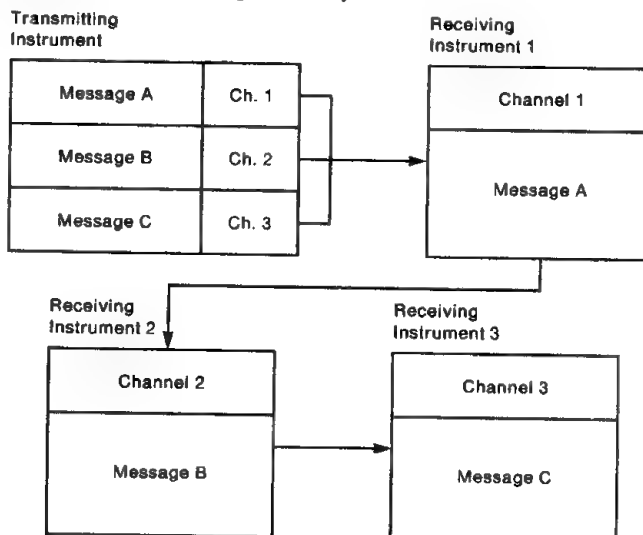 Transmitting
Instrument
Message A
Ch. 1
Message B
Ch. 2
Message C
Ch. 3
Receiving
Instrument 1
Channel 1
Message A
Receiving
Instrument 2
Channel 2
Message B
Receiving
Instrument 3
Channel 3
Message C